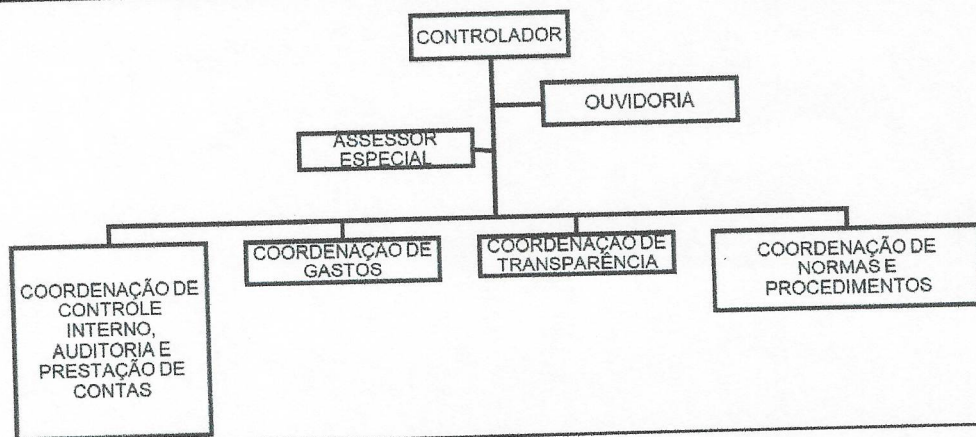 CONTROLADOR
OUVIDORIA
ASSESSOR
ESPECIAL
COORDENAÇÃO DE
CONTROLE
INTERNO,
AUDITORIA E
PRESTAÇÃO DE
CONTAS
COORDENAÇÃO DE
GASTOS
COORDENAÇÃO DE
TRANSPARÊNCIA
COORDENAÇÃO DE
NORMAS E
PROCEDIMENTOS